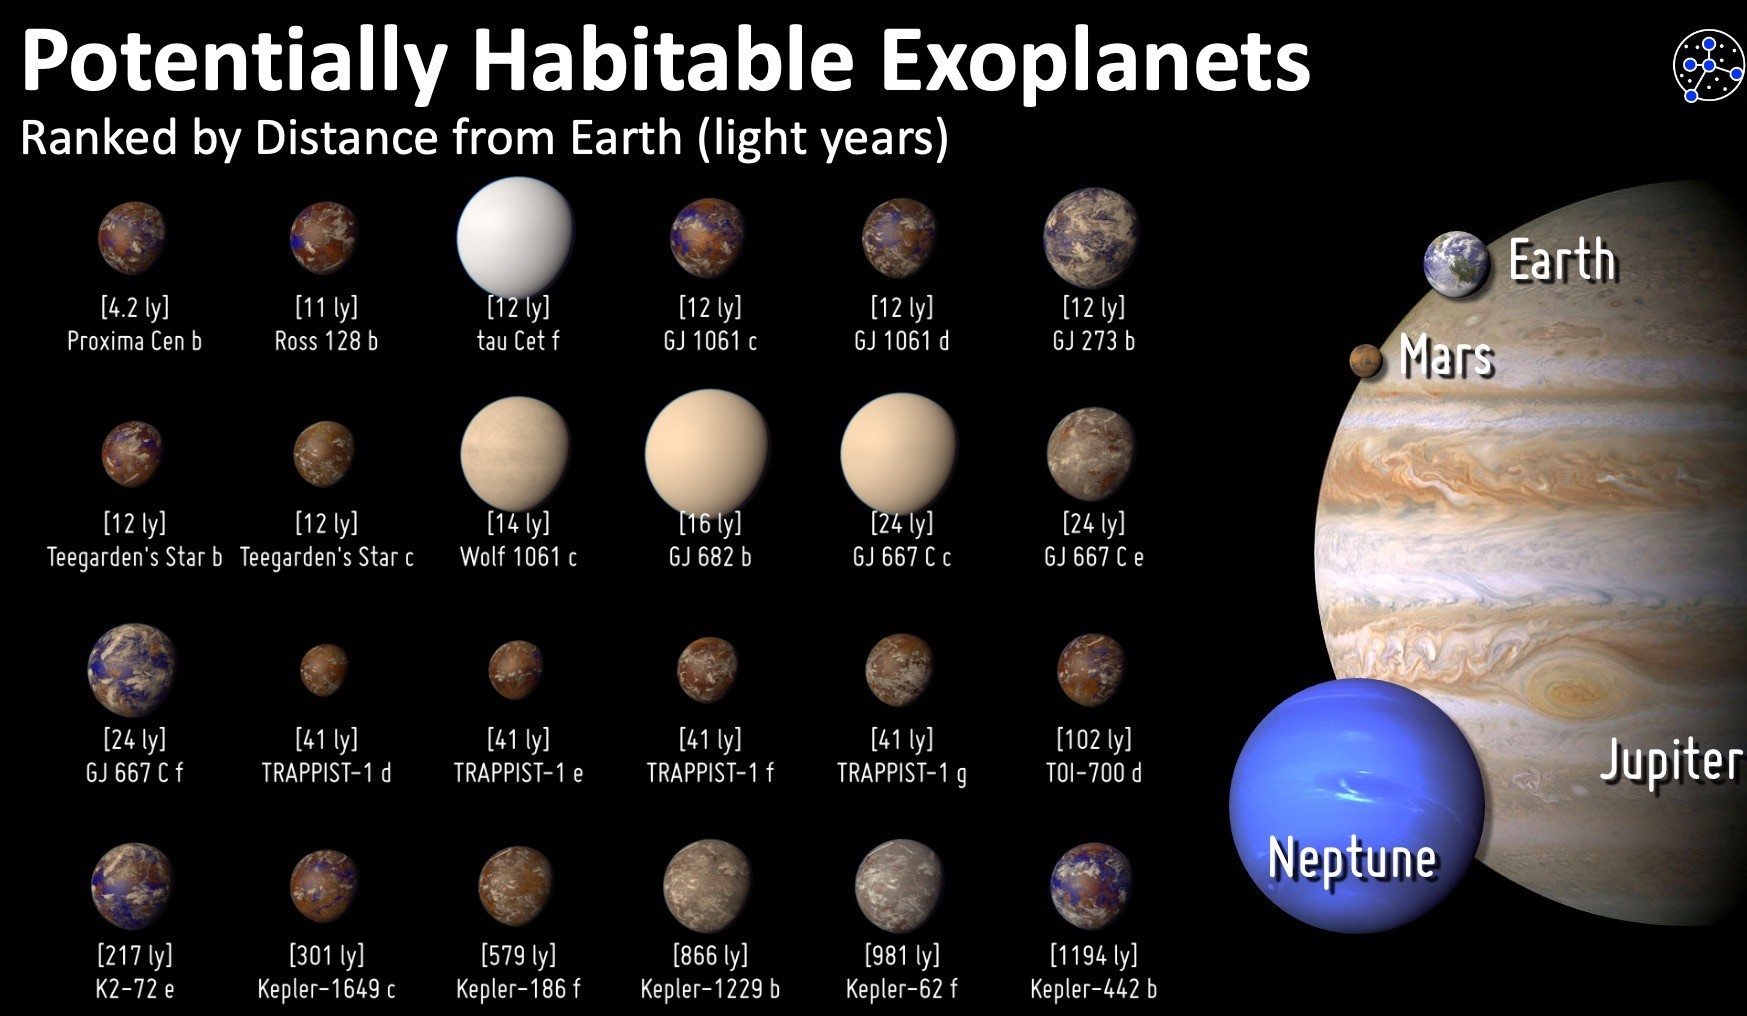 Potentially Habitable Exoplanets
Ranked by Distance from Earth (light years)
[4.2 ly]
Proxima Cen b
[11 ly]
Ross 128 b
[12 ly]
tau Cet f
[12 ly]
GJ 1061 c
[12 ly]
GJ 1061 d
[12 ly]
GJ 273 b
[12 ly]
Teegarden's Star b
[12 ly]
Teegarden's Star c
[14 ly]
Wolf 1061 c
[16 ly]
GJ 682 b
[24 ly]
GJ 667 C c
[24 ly]
GJ 667 C e
[24 ly]
GJ 667 C f
[41 ly]
TRAPPIST-1 d
[41 ly]
TRAPPIST-1 e
[41 ly]
TRAPPIST-1 f
[41 ly]
TRAPPIST-1 g
[102 ly]
TOI-700 d
[217 ly]
K2-72 e
[301 ly]
Kepler-1649 c
[579 ly]
Kepler-186 f
[866 ly]
Kepler-1229 b
[981 ly]
Kepler-62 f
[1194 ly]
Kepler-442 b
Earth
Mars
Jupiter
Neptune